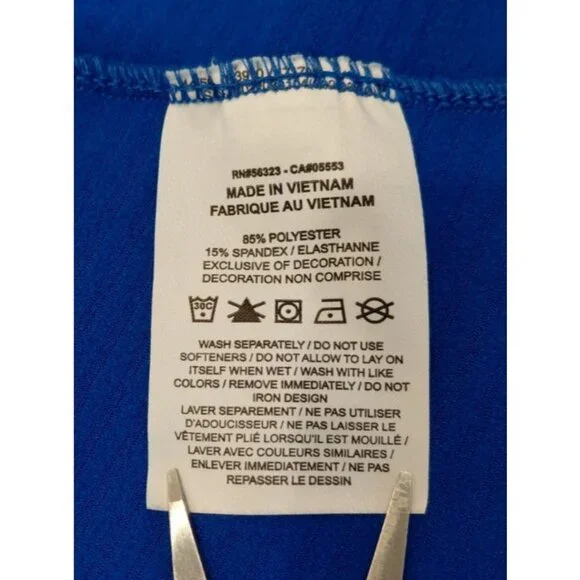 RN#56323 - CA#05553
MADE IN VIETNAM
FABRIQUE AU VIETNAM
85% POLYESTER
15% SPANDEX / ELASTHANNE
EXCLUSIVE OF DECORATION /
DECORATION NON COMPRISE
30C
WASH SEPARATELY / DO NOT USE
SOFTENERS / DO NOT ALLOW TO LAY ON
ITSELF WHEN WET / WASH WITH LIKE
COLORS / REMOVE IMMEDIATELY / DO NOT
IRON DESIGN
LAVER SEPAREMENT / NE PAS UTILISER
D'ADOUCISSEUR / NE PAS LAISSER LE
VÊTEMENT PLIÉ LORSQU'IL EST MOUILLÉ /
LAVER AVEC COULEURS SIMILAIRES /
ENLEVER IMMEDIATEMENT / NE PAS
REPASSER LE DESSIN